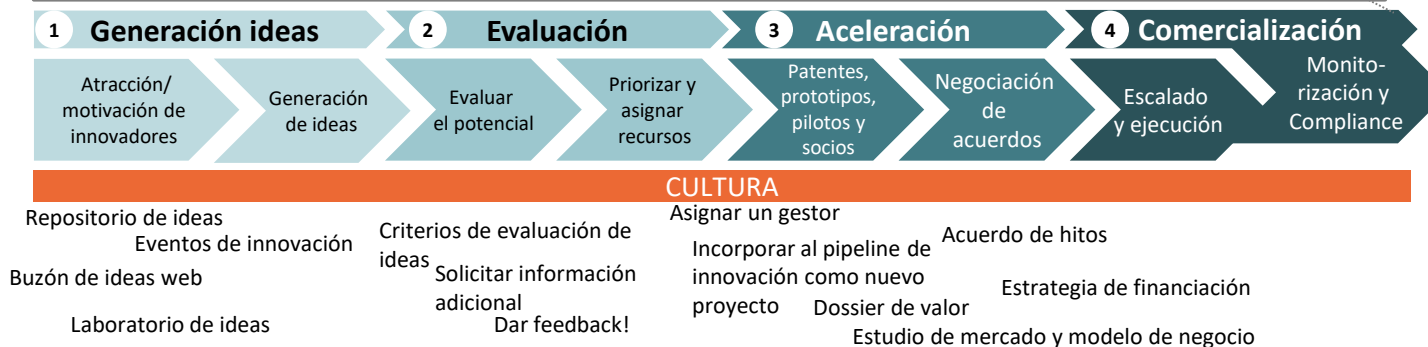 1 Generación ideas
2 Evaluación
3 Aceleración
4 Comercialización
Atracción/
motivación de
innovadores
Generación
de ideas
Evaluar
el potencial
Priorizar y
asignar
recursos
Patentes,
prototipos,
pilotos y
socios
Negociación
de
acuerdos
Escalado
y ejecución
Monito-
rización y
Compliance
CULTURA
Repositorio de ideas
Eventos de innovación
Buzón de ideas web
Laboratorio de ideas
Criterios de evaluación de
ideas
Solicitar información
adicional
Dar feedback!
Asignar un gestor
Incorporar al pipeline de
innovación como nuevo
proyecto
Dossier de valor
Acuerdo de hitos
Estrategia de financiación
Estudio de mercado y modelo de negocio